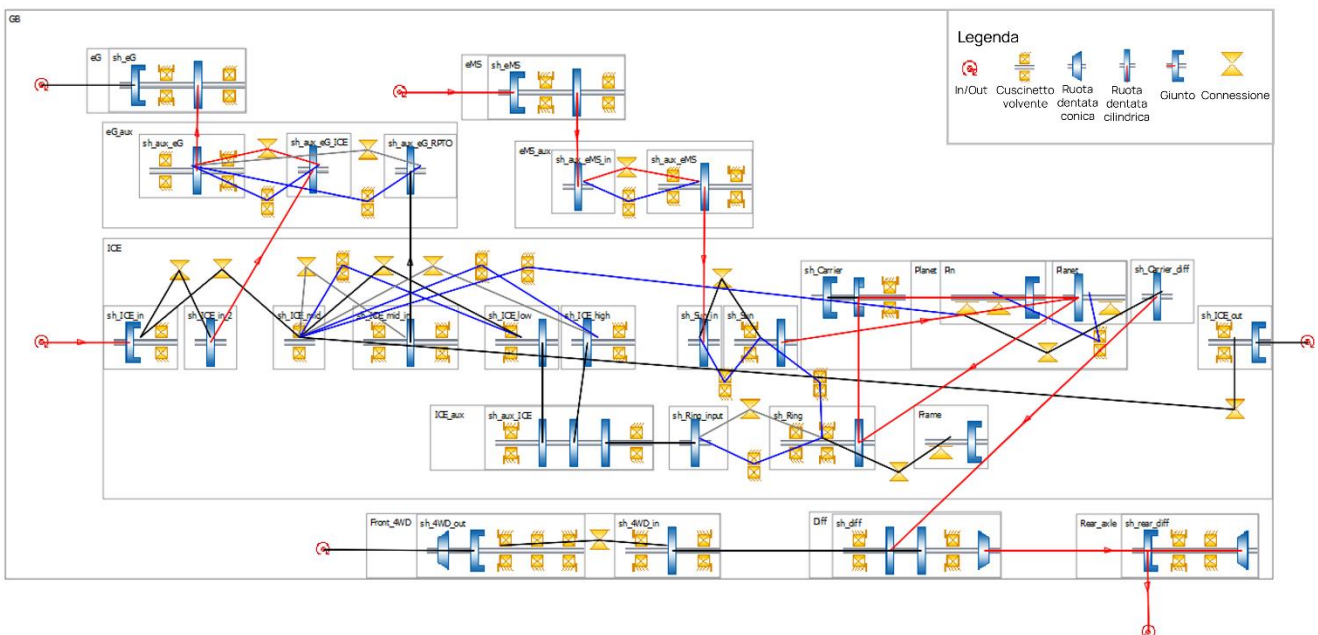 GB
Legenda
In/Out
Cuscinetto
volvente
Ruota
dentata
conica
Ruota
dentata
cilindrica
Giunto
Connessione
eG
sh_eG
eMS
sh_eMS
eG_aux
sh_aux_eG
sh_aux_eG_ICE
sh_aux_eG_RPTO
eMS_aux
sh_aux_eMS_in
sh_aux_eMS
ICE
sh_ICE_in
sh_ICE_in_2
sh_ICE_mid
sh_ICE_mid_in
sh_ICE_low
sh_ICE_high
sh_Sun_in
sh_Sun
sh_Carrier
Planet
Pin
Planet
sh_Carrier_diff
sh_ICE_out
ICE_aux
sh_aux_ICE
sh_Ring_input
sh_Ring
Frame
Front_4WD
sh_4WD_out
sh_4WD_in
Diff
sh_diff
Rear_axle
sh_rear_diff